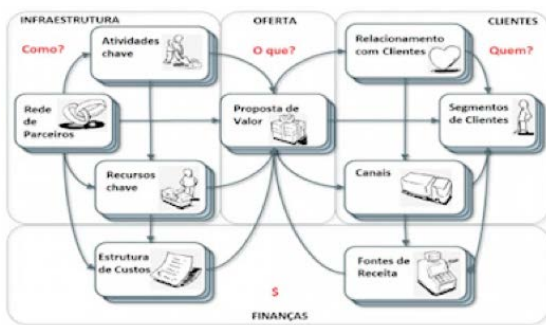 INFRAESTRUTURA
OFERTA
CLIENTES
Como?
Atividades
chave
O que?
Relacionamento
com Clientes
Quem?
Rede
de
Parceiros
Proposta de
Valor
Segmentos
de Clientes
Recursos
chave
Canais
Estrutura
de Custos
$
Fontes de
Receita
FINANÇAS